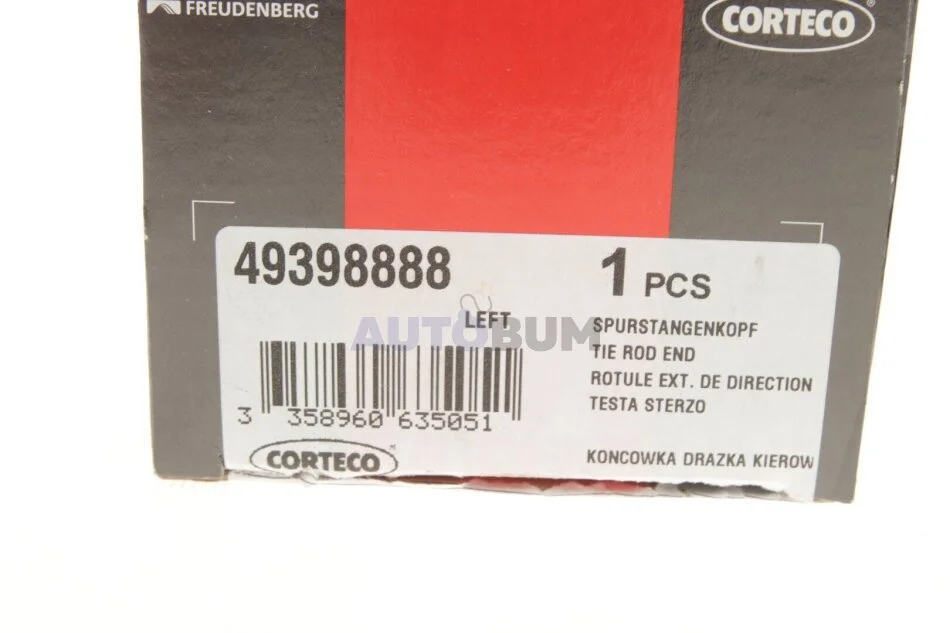 FREUDENBERG
CORTECO®
49398888
1 PCS
LEFT
AUTOBUM
SPURSTANGENKOPF
TIE ROD END
ROTULE EXT. DE DIRECTION
TESTA STERZO
3 358960 635051
CORTECO
KONCOWKA DRAZKA KIEROW